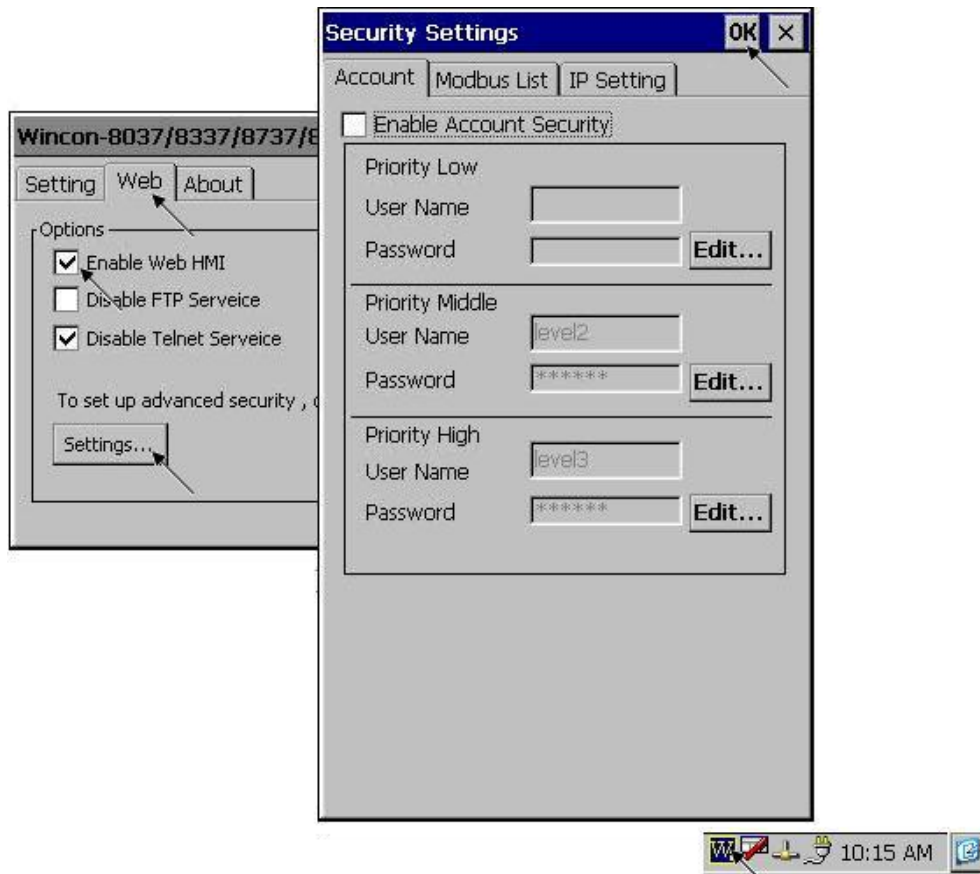 Security Settings
OK
Account
Modbus List
IP Setting
Enable Account Security
Priority Low
User Name
Password
Edit...
Priority Middle
User Name
level2
Password
******
Edit...
Priority High
User Name
level3
Password
******
Edit...
Wincon-8037/8337/8737/8
Setting
Web
About
Options
Enable Web HMI
Disable FTP Serveice
Disable Telnet Serveice
To set up advanced security ,
Settings...
10:15 AM